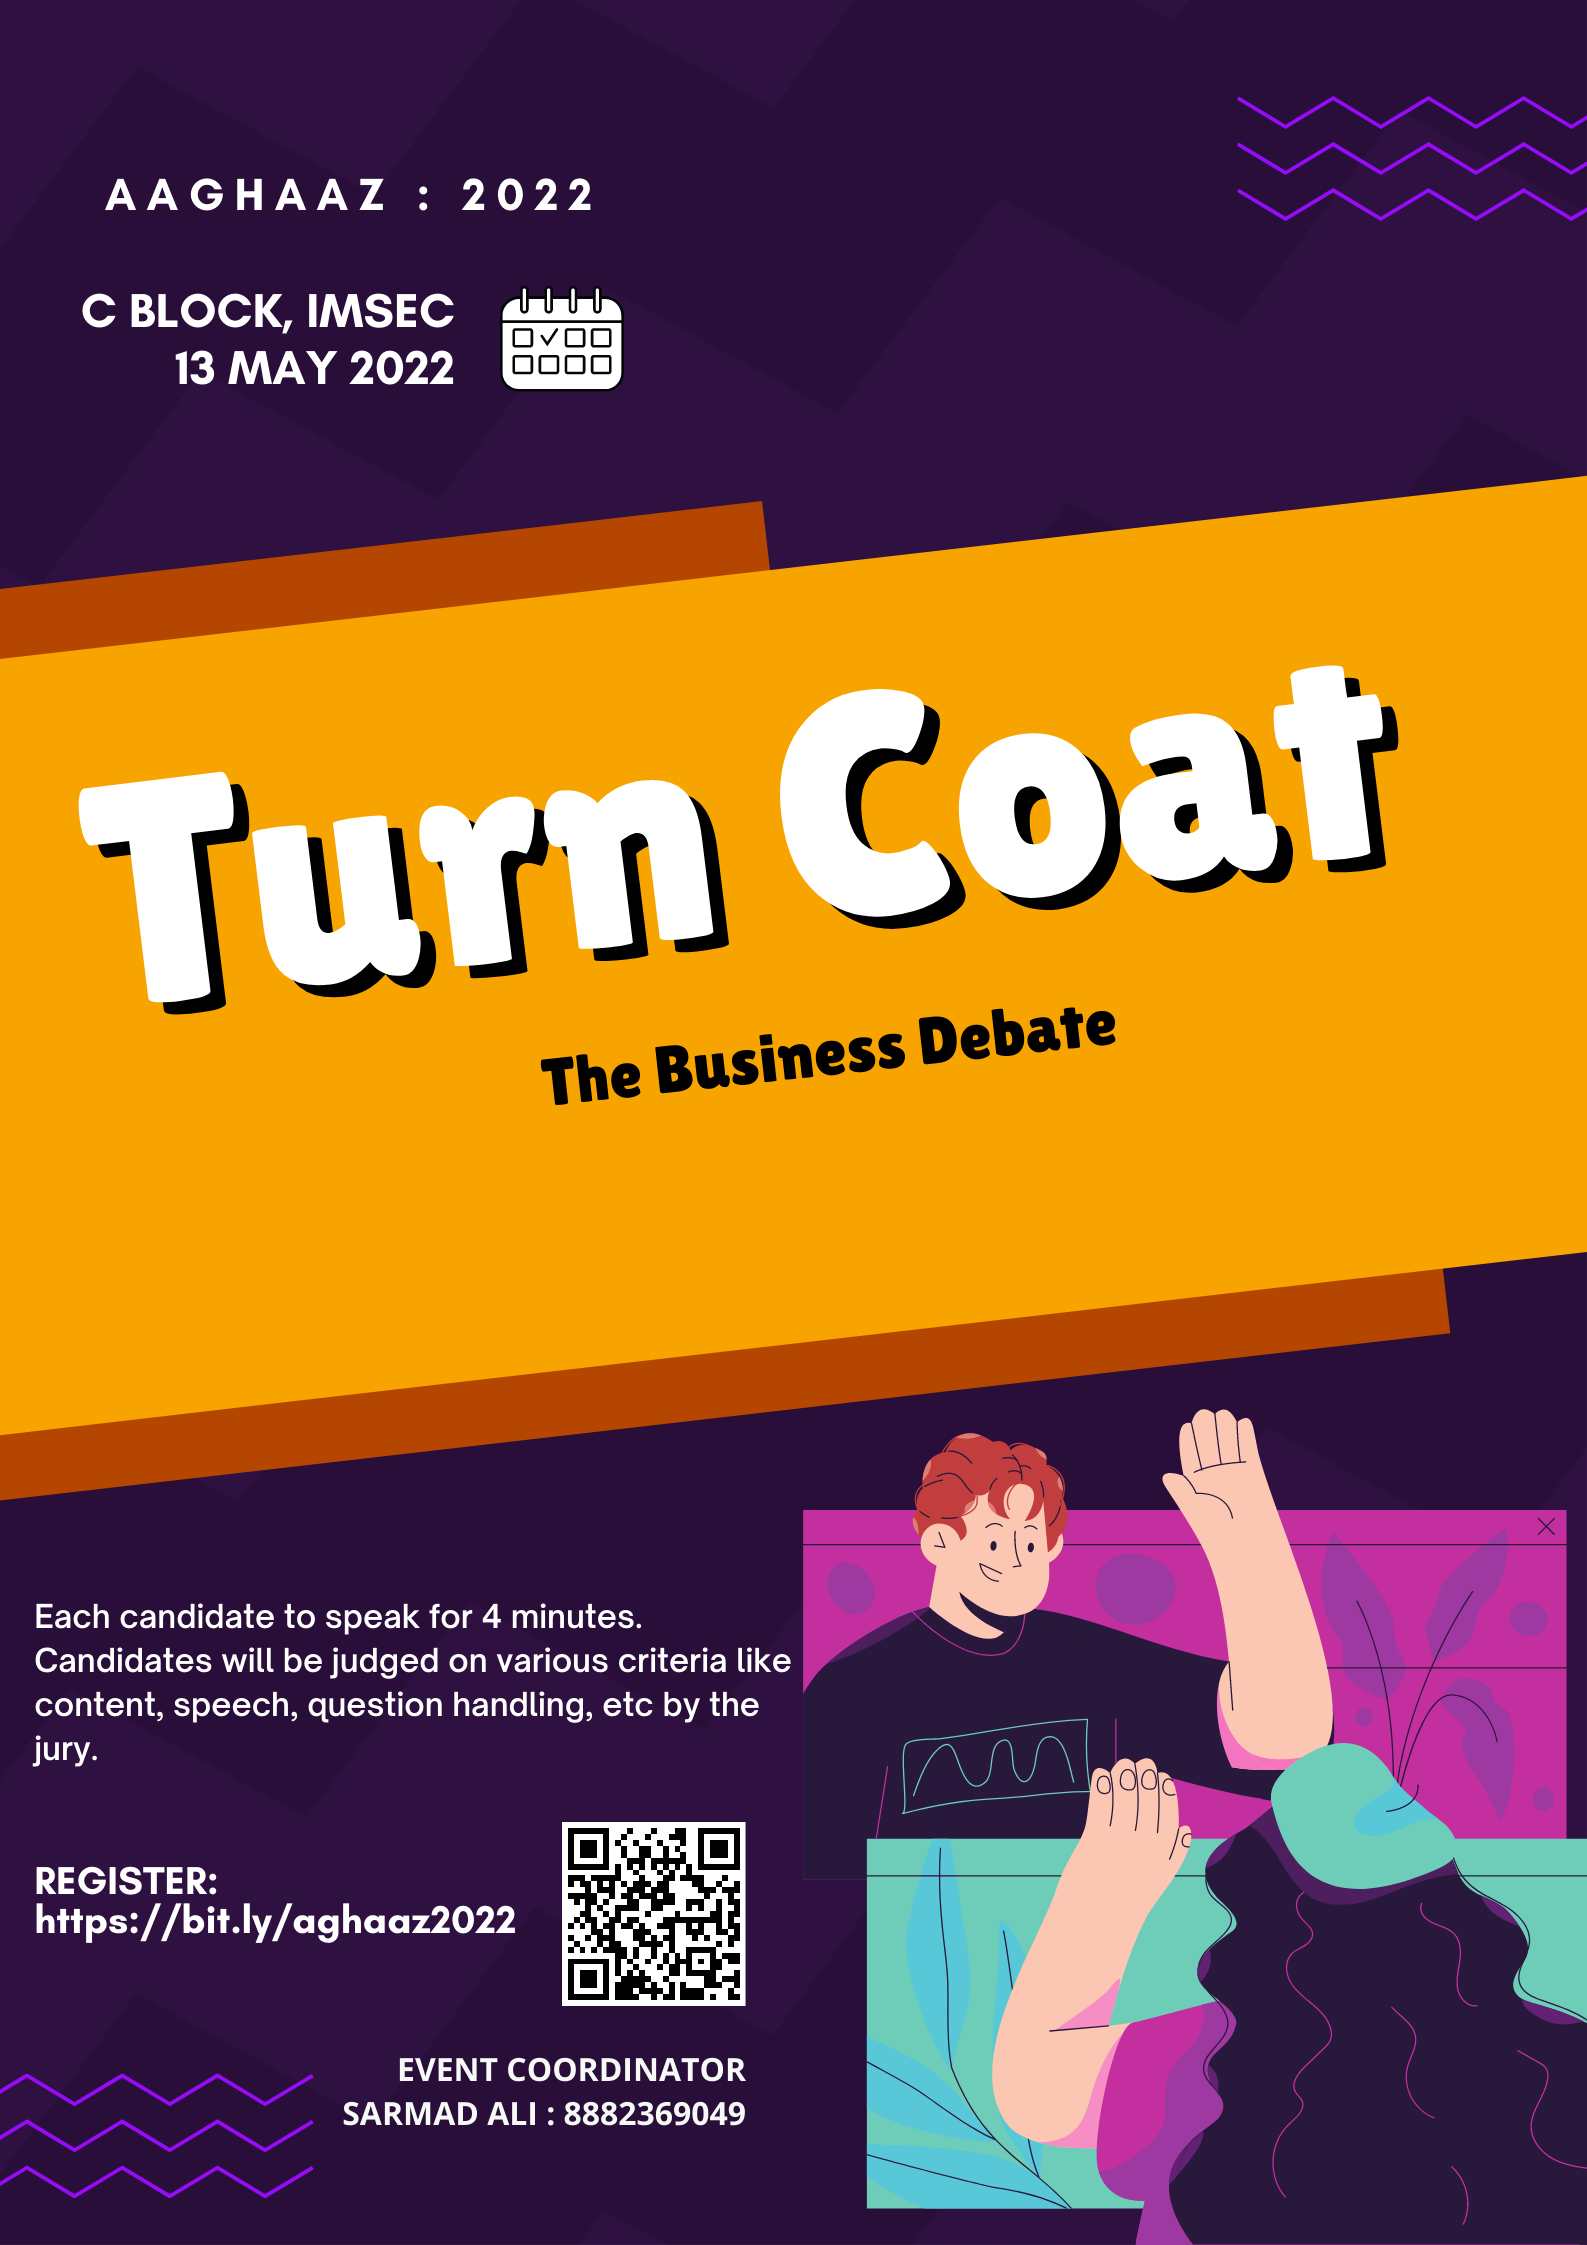 AAGHAAZ : 2022
C BLOCK, IMSEC
13 MAY 2022
Turn Coat
The Business Debate
Each candidate to speak for 4 minutes.
Candidates will be judged on various criteria like
content, speech, question handling, etc by the
jury.
REGISTER:
https://bit.ly/aghaaz2022
EVENT COORDINATOR
SARMAD ALI : 8882369049